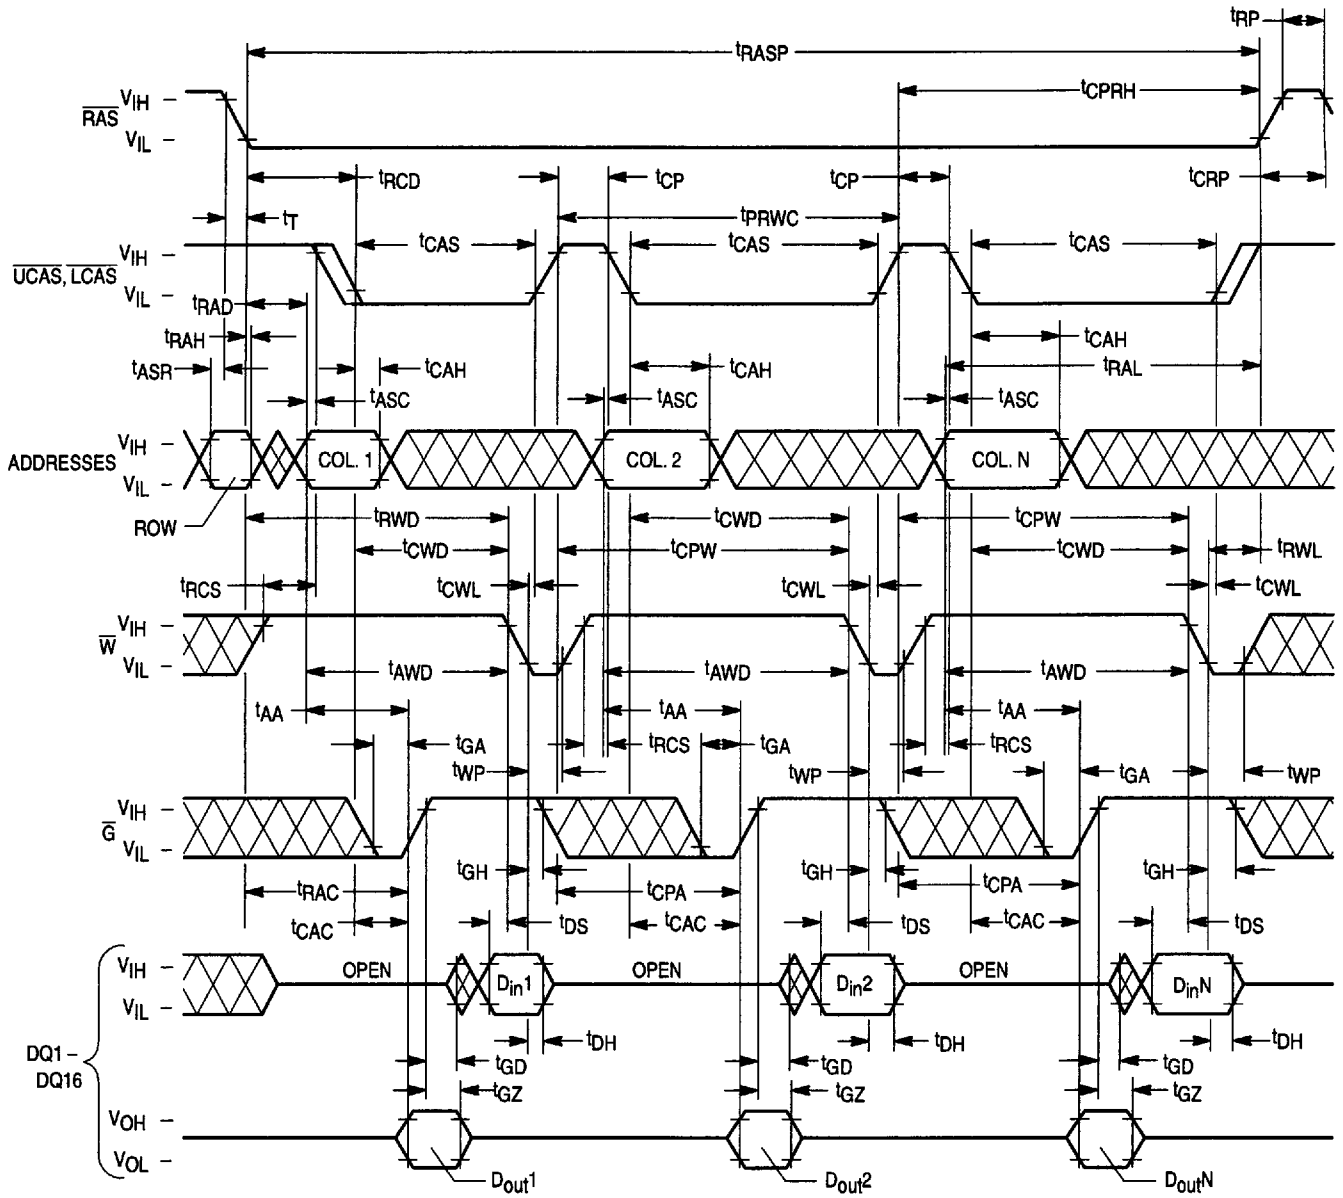 tRP
tRASP
tCPRH
RAS VIH
VIL
tRCD tCP tCP tCRP
tT tPRWC
tCAS tCAS tCAS
UCAS, LCAS VIH
VIL
tRAD
tRAH tCAH
tASR tCAH tCAH tRAL
tASC tASC tASC
ADDRESSES VIH
VIL
COL. 1 COL. 2 COL. N
ROW tRWD tCWD tCPW
tCWD tCPW tCWD tRWL
tRCS tCWL tCWL tCWL
W VIH
VIL
tAWD tAWD tAWD
tAA tAA tAA
tGA tRCS tGA tRCS
tWP tWP tGA tWP
G VIH
VIL
tGH tGH tGH
tRAC tCPA tCPA
tCAC tDS tCAC tDS tCAC tDS
VIH
VIL
OPEN Din1 OPEN Din2 OPEN DinN
tDH tDH tDH
DQ1 –
DQ16
tGD tGD tGD
tGZ tGZ tGZ
VOH
VOL
Dout1 Dout2 DoutN